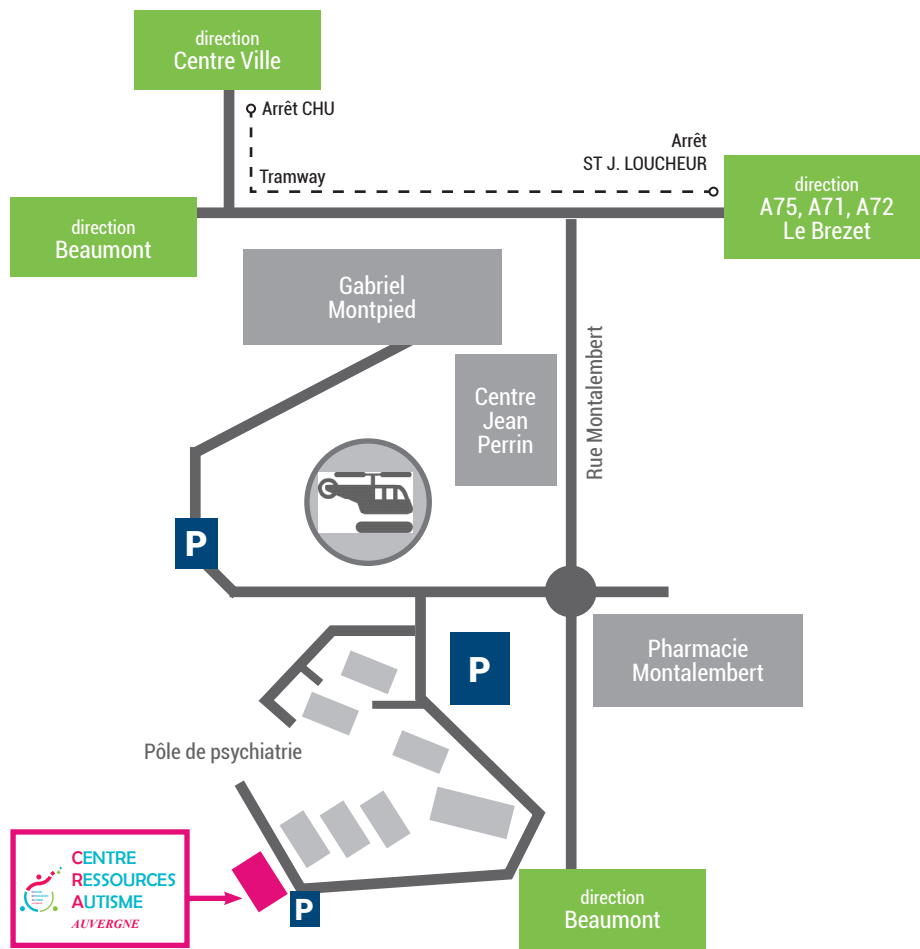 direction
Centre Ville
Arrêt CHU
Arrêt
ST J. LOUCHEUR
Tramway
direction
A75, A71, A72
Le Brezet
direction
Beaumont
Gabriel
Montpied
Centre
Jean
Perrin
Rue Montalembert
P
P
Pharmacie
Montalembert
Pôle de psychiatrie
CENTRE
RESSOURCES
AUTISME
AUVERGNE
P
direction
Beaumont